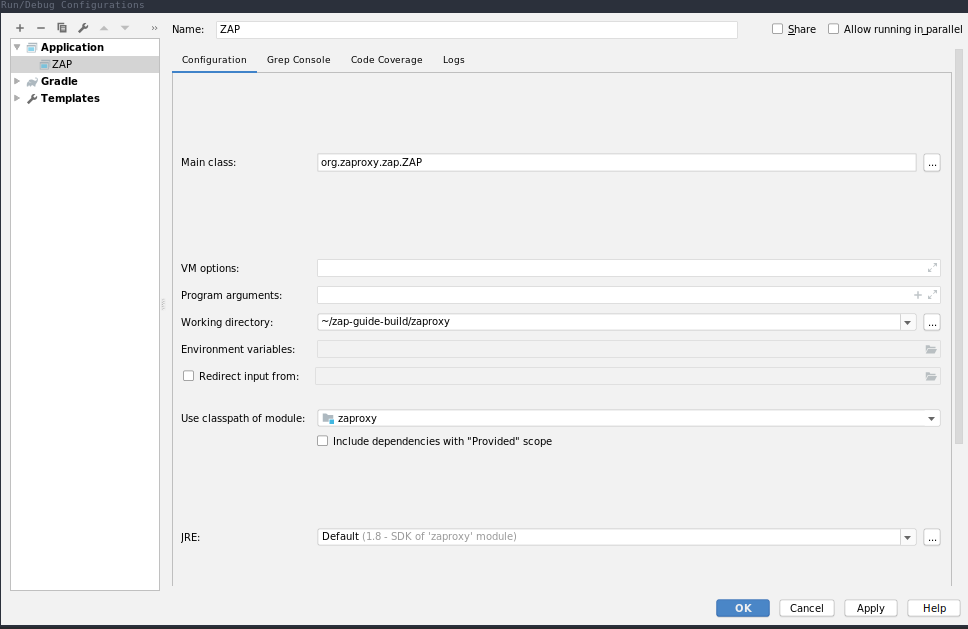 Run/Debug Configurations
Name: ZAP Share Allow running in parallel
Application
ZAP
Gradle
Templates
Configuration Grep Console Code Coverage Logs
Main class: org.zaproxy.zap.ZAP ...
VM options:
Program arguments:
Working directory: ~/zap-guide-build/zaproxy ...
Environment variables:
Redirect input from:
Use classpath of module: zaproxy
Include dependencies with "Provided" scope
JRE: Default (1.8 - SDK of 'zaproxy' module) ...
OK Cancel Apply Help